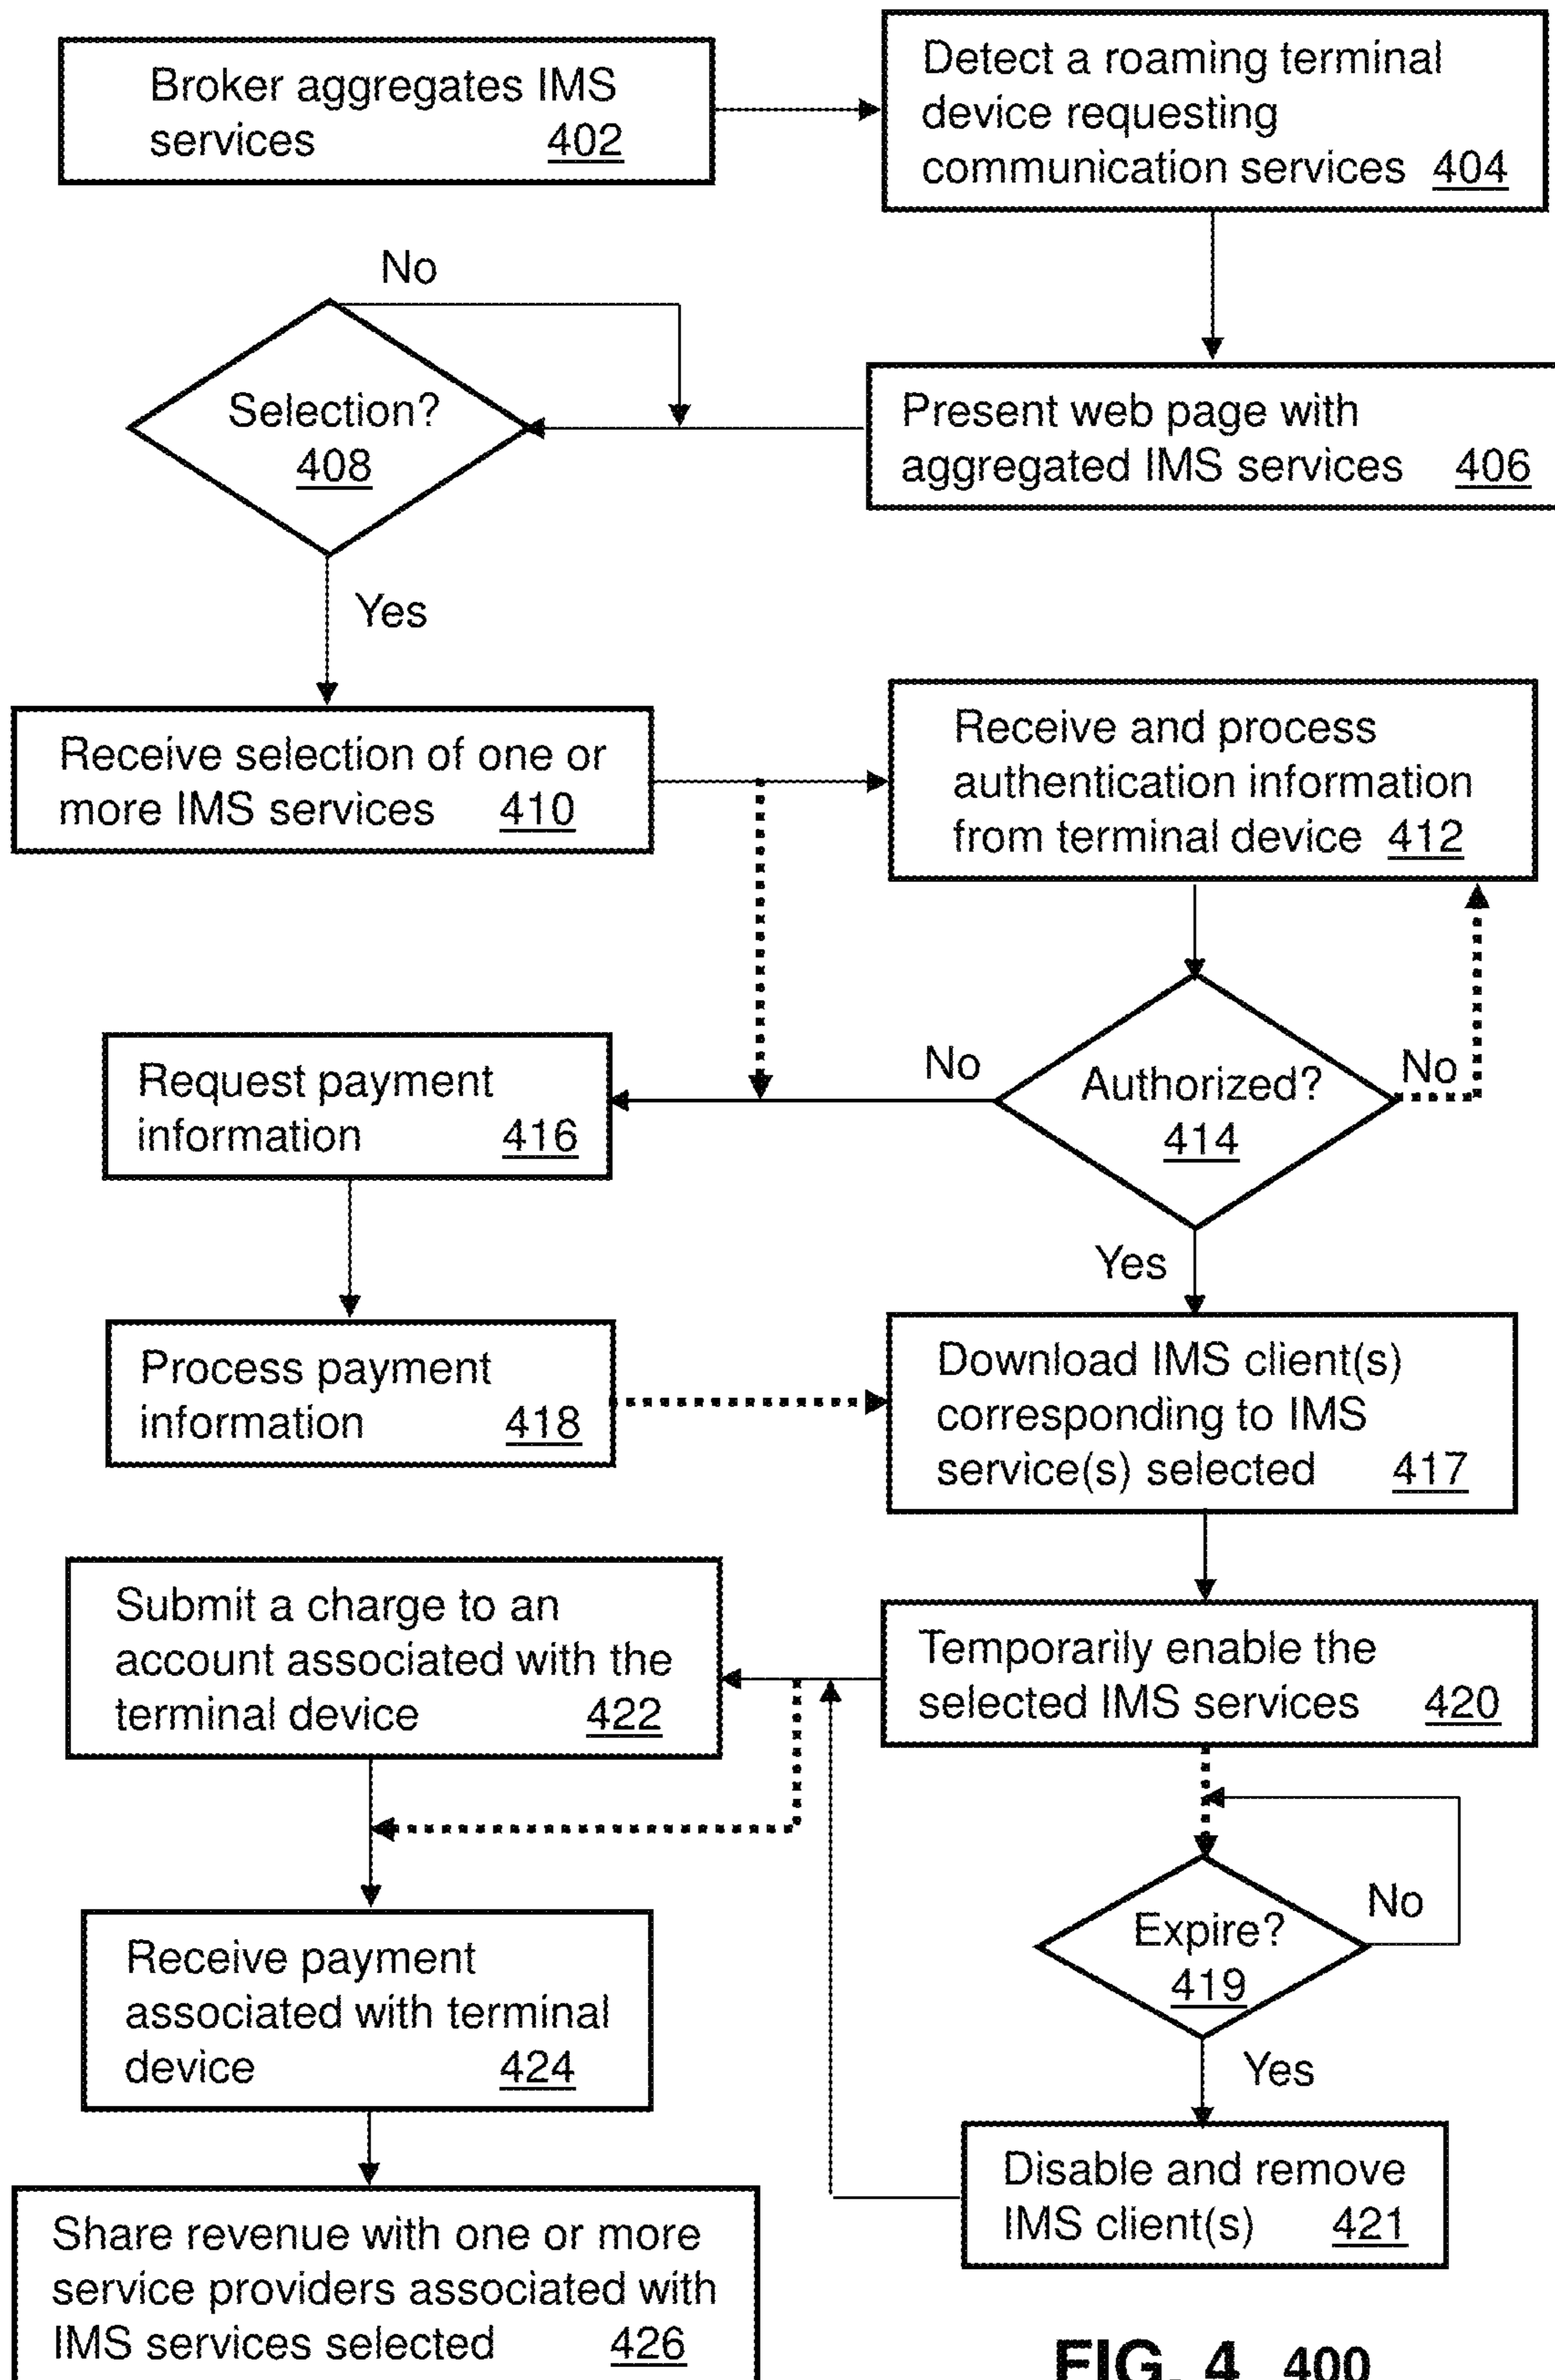 Broker aggregates IMS
services 402
Detect a roaming terminal
device requesting
communication services 404
No
Selection?
408
Present web page with
aggregated IMS services 406
Yes
Receive selection of one or
more IMS services 410
Receive and process
authentication information
from terminal device 412
Request payment
information 416
No
Authorized?
414
No
Yes
Process payment
information 418
Download IMS client(s)
corresponding to IMS
service(s) selected 417
Submit a charge to an
account associated with the
terminal device 422
Temporarily enable the
selected IMS services 420
Expire?
419
No
Yes
Receive payment
associated with terminal
device 424
Disable and remove
IMS client(s) 421
Share revenue with one or more
service providers associated with
IMS services selected 426
FIG. 4 400